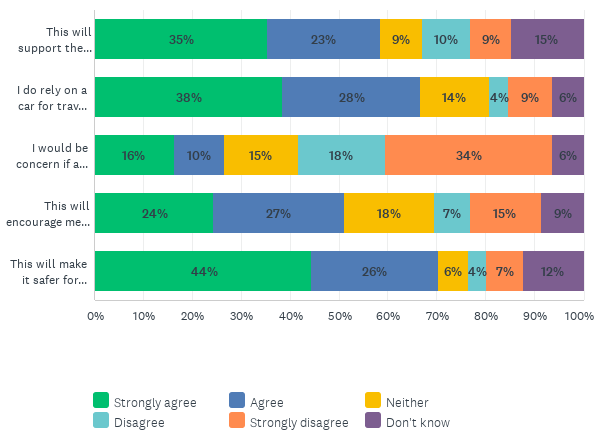 This will
support the...
35% 23% 9% 10% 9% 15%
I do rely on a
car for trav...
38% 28% 14% 4% 9% 6%
I would be
concern if a...
16% 10% 15% 18% 34% 6%
This will
encourage me...
24% 27% 18% 7% 15% 9%
This will make
it safer for...
44% 26% 6% 4% 7% 12%
0% 10% 20% 30% 40% 50% 60% 70% 80% 90% 100%
Strongly agree Agree Neither
Disagree Strongly disagree Don't know